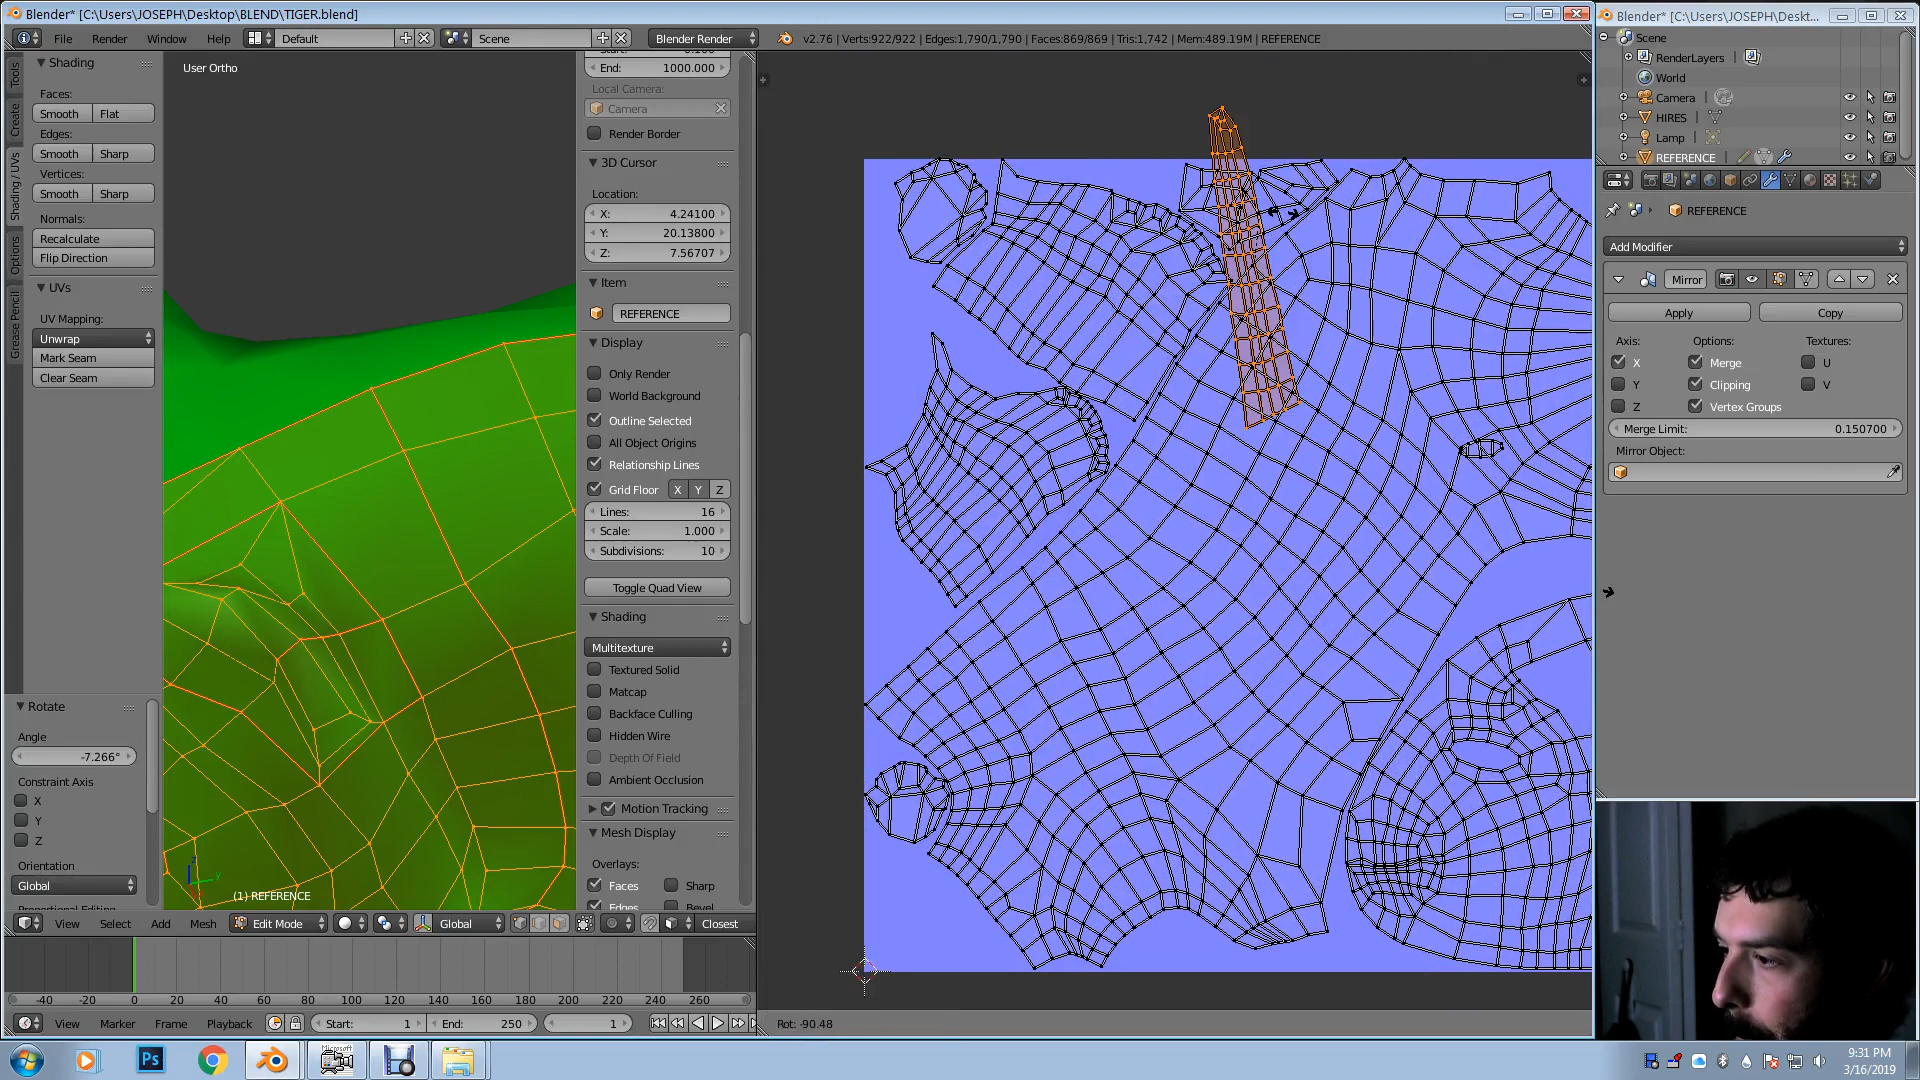 Blender* [C:\Users\JOSEPH\Desktop\BLEND\TIGER.blend]
File Render Window Help Default Scene Blender Render v2.76 | Verts:922/922 | Edges:1,790/1,790 | Faces:869/869 | Tris:1,742 | Mem:489.19M | REFERENCE
Tools
Create
Shading / UVs
Options
Grease Pencil
Shading
Faces:
Smooth Flat
Edges:
Smooth Sharp
Vertices:
Smooth Sharp
Normals:
Recalculate
Flip Direction
UVs
UV Mapping:
Unwrap
Mark Seam
Clear Seam
Rotate
Angle
-7.266°
Constraint Axis
X
Y
Z
Orientation
Global
User Ortho
(1) REFERENCE
End: 1000.000
Local Camera:
Camera
Render Border
3D Cursor
Location:
X: 4.24100
Y: 20.13800
Z: 7.56707
Item
REFERENCE
Display
Only Render
World Background
Outline Selected
All Object Origins
Relationship Lines
Grid Floor X Y Z
Lines: 16
Scale: 1.000
Subdivisions: 10
Toggle Quad View
Shading
Multitexture
Textured Solid
Matcap
Backface Culling
Hidden Wire
Depth Of Field
Ambient Occlusion
Motion Tracking
Mesh Display
Overlays:
Faces Sharp
View Select Add Mesh Edit Mode Global Closest
-40 -20 0 20 40 60 80 100 120 140 160 180 200 220 240 260
View Marker Frame Playback Start: 1 End: 250 1
Rot: -90.48
Blender* [C:\Users\JOSEPH\Deskt...
Scene
RenderLayers
World
Camera
HIRES
Lamp
REFERENCE
REFERENCE
Add Modifier
Mirror
Apply Copy
Axis: Options: Textures:
X Merge U
Y Clipping V
Z Vertex Groups
Merge Limit: 0.150700
Mirror Object:
Ps
Microsoft
9:31 PM
3/16/2019